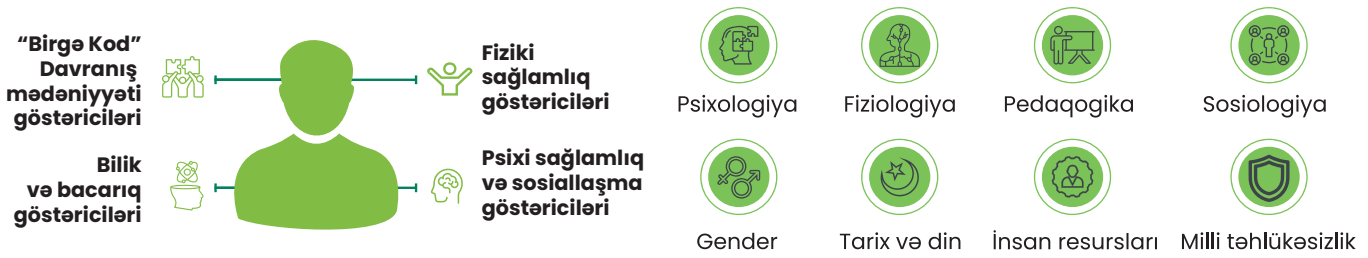 “Birgə Kod”
Davranış
mədəniyyəti
göstəriciləri
Fiziki
sağlamlıq
göstəriciləri
Bilik
və bacarıq
göstəriciləri
Psixi sağlamlıq
və sosiallaşma
göstəriciləri
Psixologiya
Fiziologiya
Pedaqogika
Sosiologiya
Gender
Tarix və din
İnsan resursları
Milli təhlükəsizlik